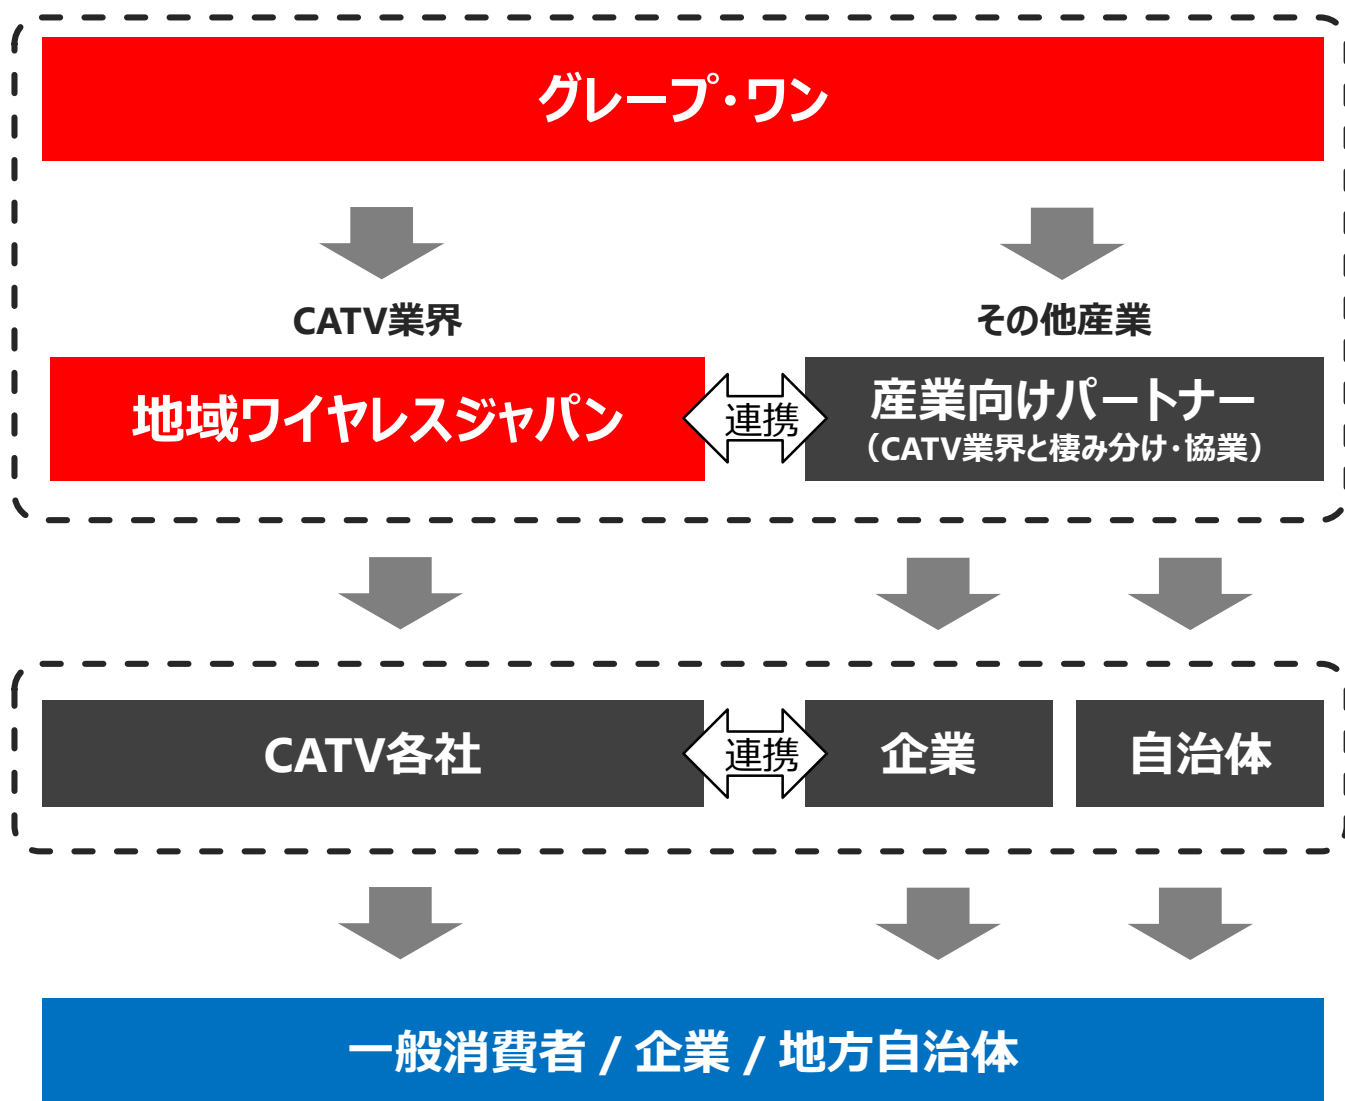 グレープ・ワン
CATV業界
その他産業
地域ワイヤレスジャパン
連携
産業向けパートナー
（CATV業界と棲み分け・協業）
CATV各社
連携
企業
自治体
一般消費者 / 企業 / 地方自治体